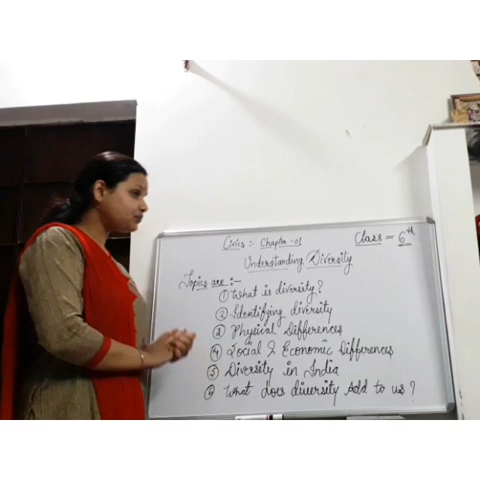 Civics :- Chapter -01
Class = 6th
Understanding Diversity
Topics are :-
① What is diversity?
② Identifying diversity
③ Physical Differences
④ Social & Economic Differences
⑤ Diversity in India
⑥ What does diversity Add to us ?